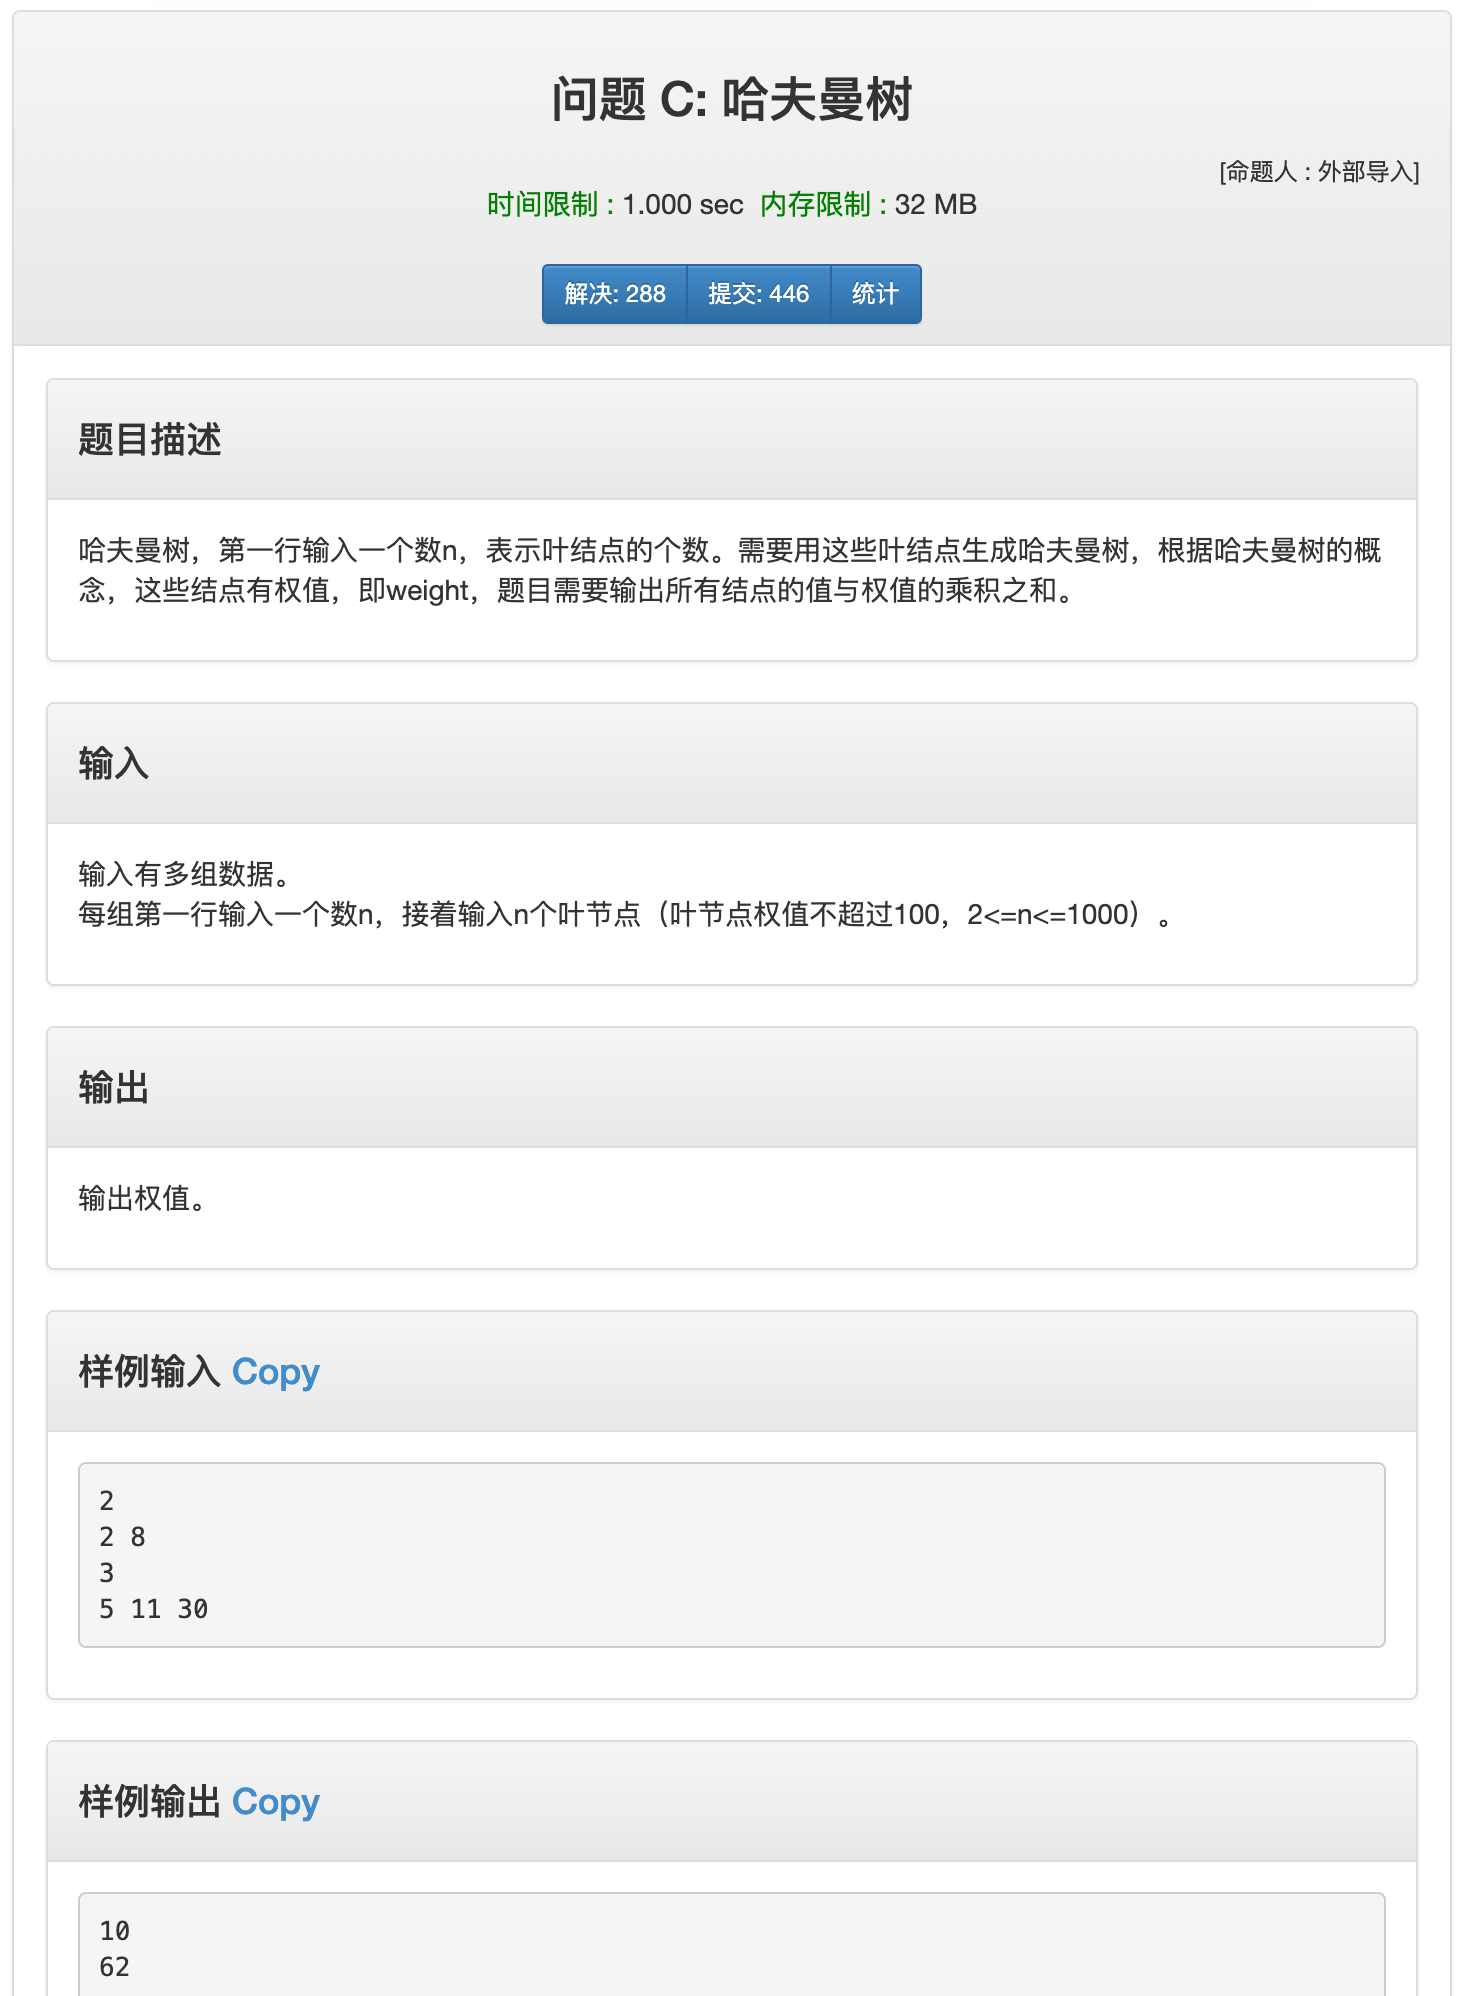 问题 C: 哈夫曼树
[命题人 : 外部导入]
时间限制 : 1.000 sec 内存限制 : 32 MB
解决: 288 提交: 446 统计
题目描述
哈夫曼树，第一行输入一个数n，表示叶结点的个数。需要用这些叶结点生成哈夫曼树，根据哈夫曼树的概
念，这些结点有权值，即weight，题目需要输出所有结点的值与权值的乘积之和。
输入
输入有多组数据。
每组第一行输入一个数n，接着输入n个叶节点（叶节点权值不超过100，2<=n<=1000）。
输出
输出权值。
样例输入 Copy
2
2 8
3
5 11 30
样例输出 Copy
10
62